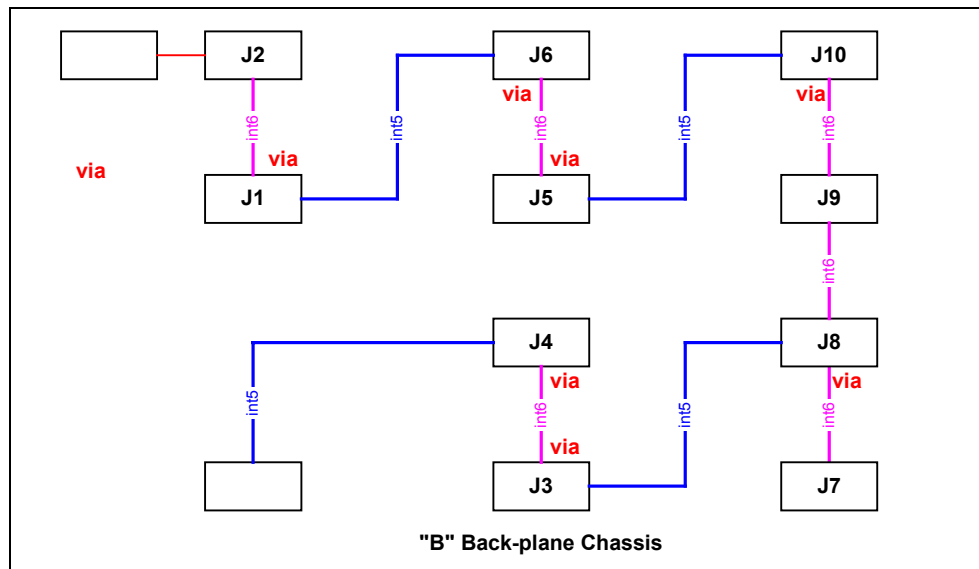 J2
J6
J10
via
via
int6
int5
int6
int5
int6
via
via
J1
J5
J9
int6
J4
J8
via
via
int5
int6
int5
int6
via
J3
J7
"B" Back-plane Chassis